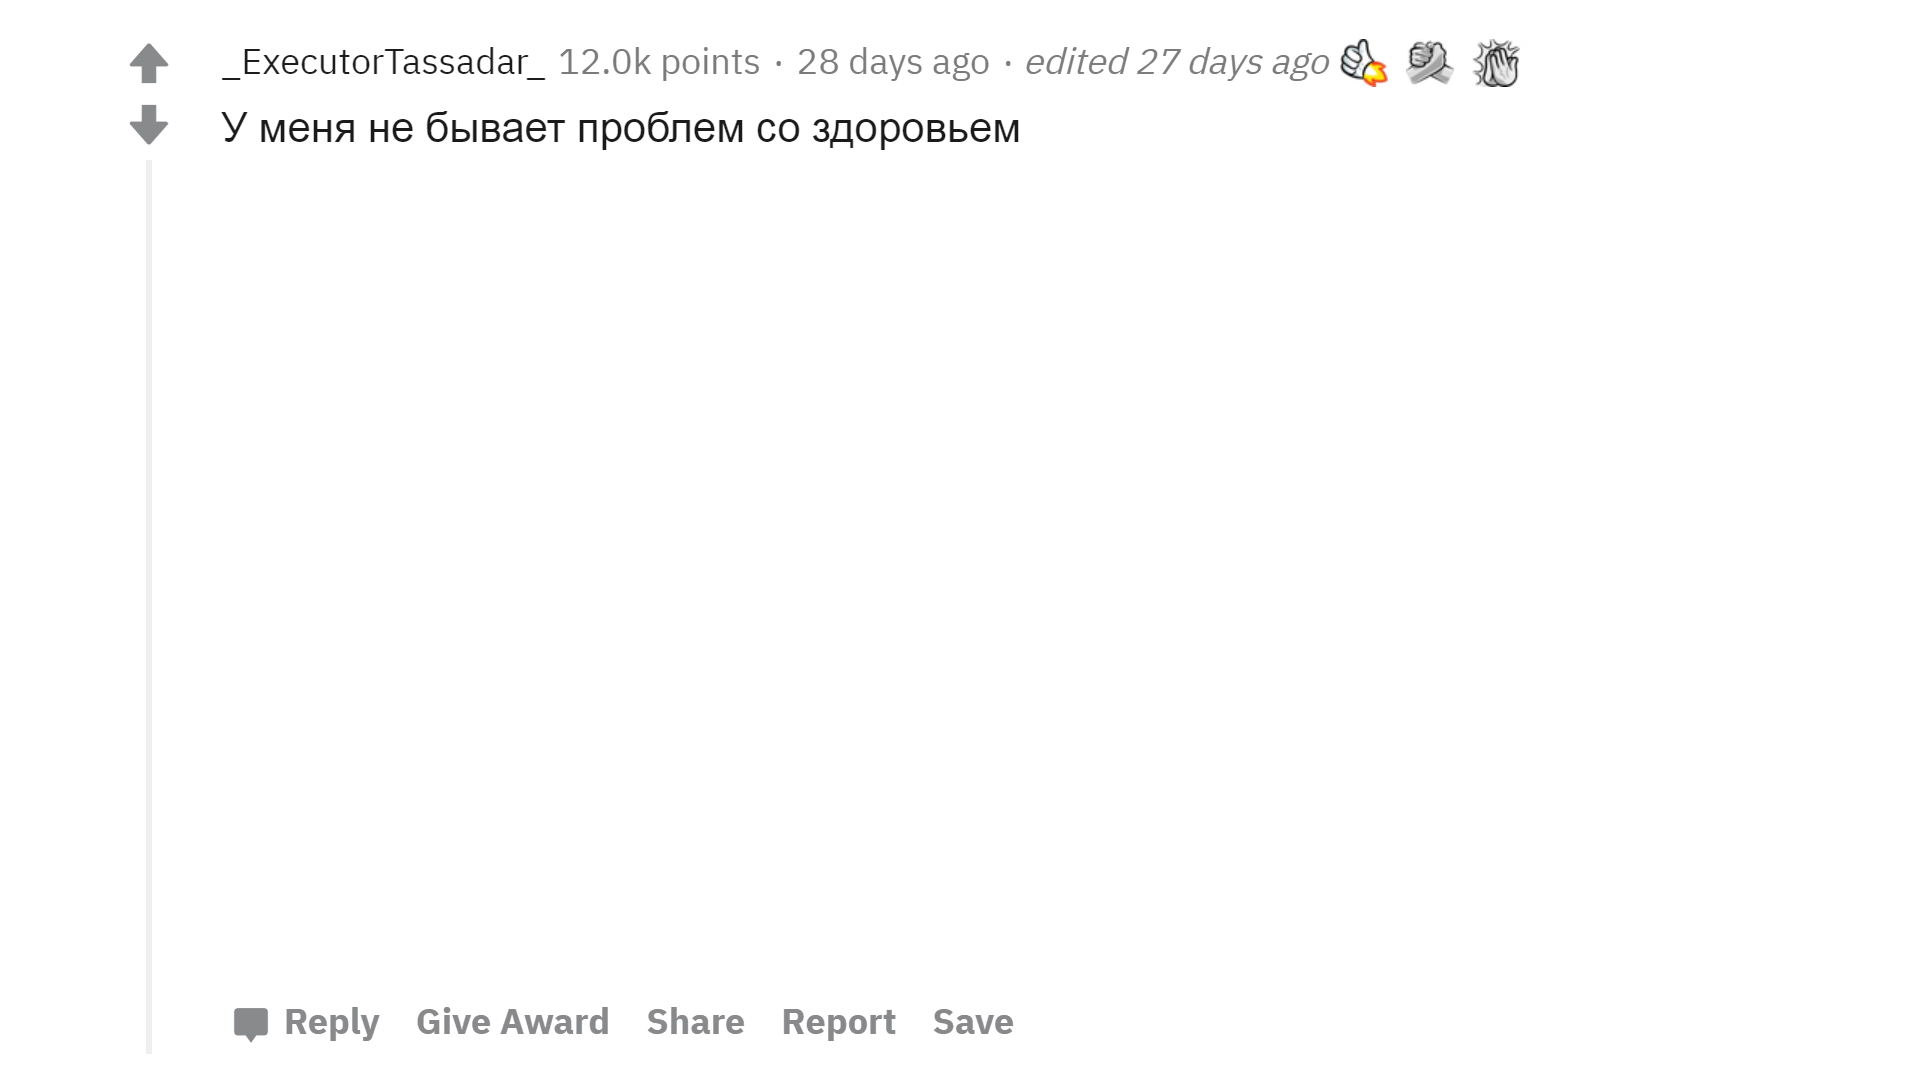 _ExecutorTassadar_ 12.0k points · 28 days ago · edited 27 days ago
У меня не бывает проблем со здоровьем
Reply Give Award Share Report Save